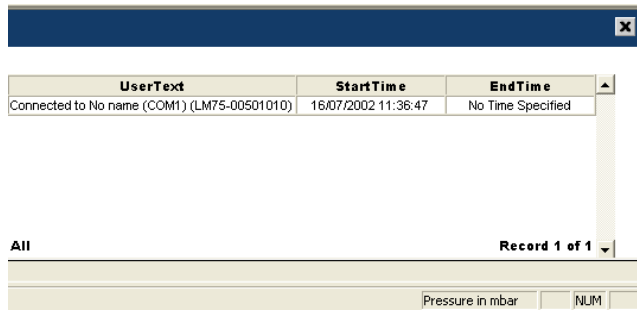 UserText StartTime EndTime
Connected to No name (COM1) (LM75-00501010) 16/07/2002 11:36:47 No Time Specified
All Record 1 of 1
Pressure in mbar NUM